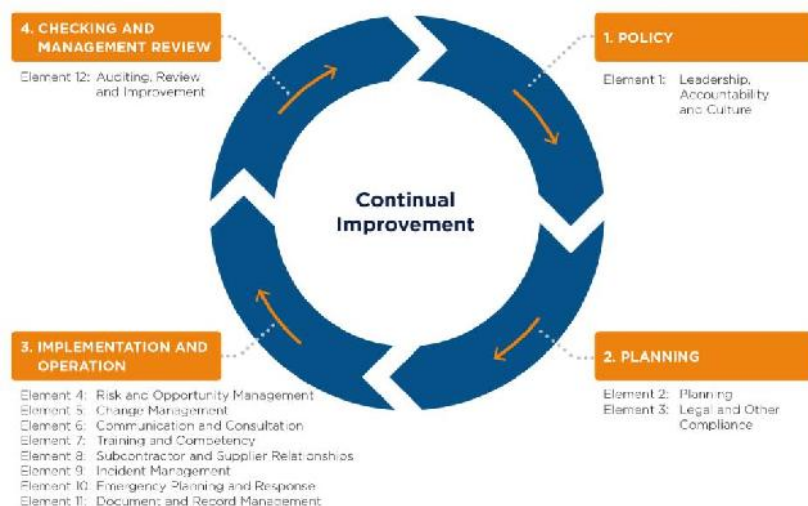 4. CHECKING AND
MANAGEMENT REVIEW
Element 12: Auditing, Review
and Improvement
1. POLICY
Element 1: Leadership,
Accountability
and Culture
Continual
Improvement
2. PLANNING
Element 2: Planning
Element 3: Legal and Other
Compliance
3. IMPLEMENTATION AND
OPERATION
Element 4: Risk and Opportunity Management
Element 5: Change Management
Element 6: Communication and Consultation
Element 7: Training and Competency
Element 8: Subcontractor and Supplier Relationships
Element 9: Incident Management
Element 10: Emergency Planning and Response
Element 11: Document and Record Management